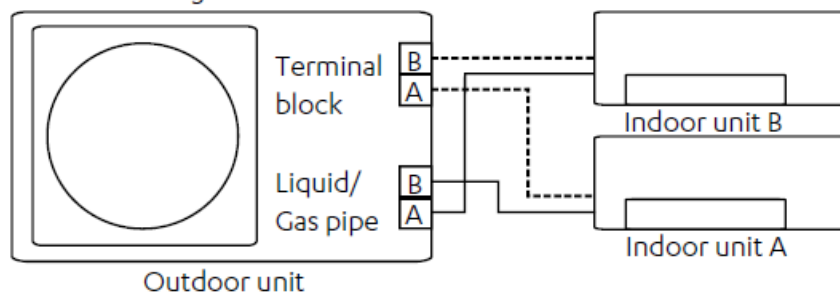 Terminal
block
B
A
Liquid/
Gas pipe
B
A
Outdoor unit
Indoor unit B
Indoor unit A